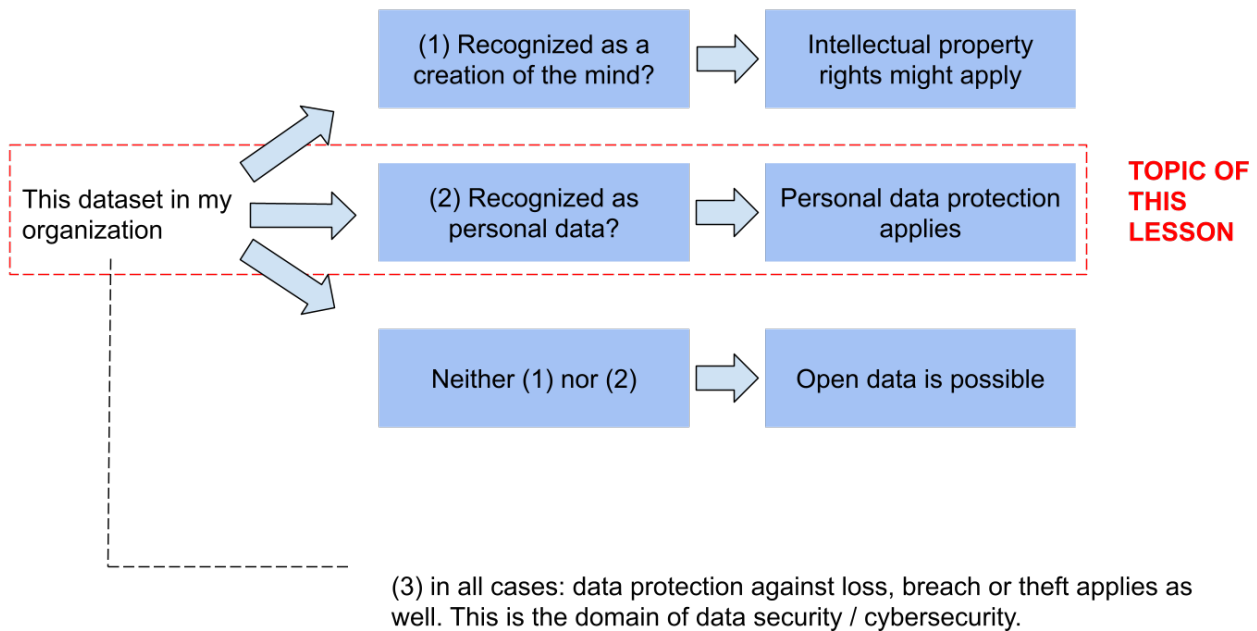 (1) Recognized as a
creation of the mind?
Intellectual property
rights might apply
This dataset in my
organization
(2) Recognized as
personal data?
Personal data protection
applies
TOPIC OF
THIS
LESSON
Neither (1) nor (2)
Open data is possible
(3) in all cases: data protection against loss, breach or theft applies as
well. This is the domain of data security / cybersecurity.